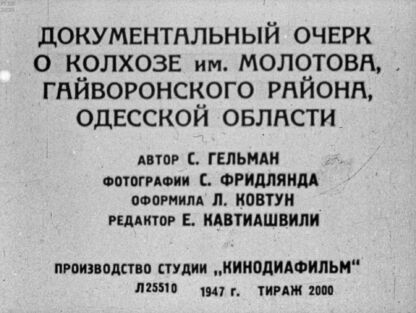 ДОКУМЕНТАЛЬНЫЙ ОЧЕРК
О КОЛХОЗЕ им. МОЛОТОВА,
ГАЙВОРОНСКОГО РАЙОНА,
ОДЕССКОЙ ОБЛАСТИ
АВТОР С. ГЕЛЬМАН
ФОТОГРАФИИ С. ФРИДЛЯНДА
ОФОРМИЛА Л. КОВТУН
РЕДАКТОР Е. КАВТИАШВИЛИ
ПРОИЗВОДСТВО СТУДИИ „КИНОДИАФИЛЬМ“
Л25510 1947 г. ТИРАЖ 2000